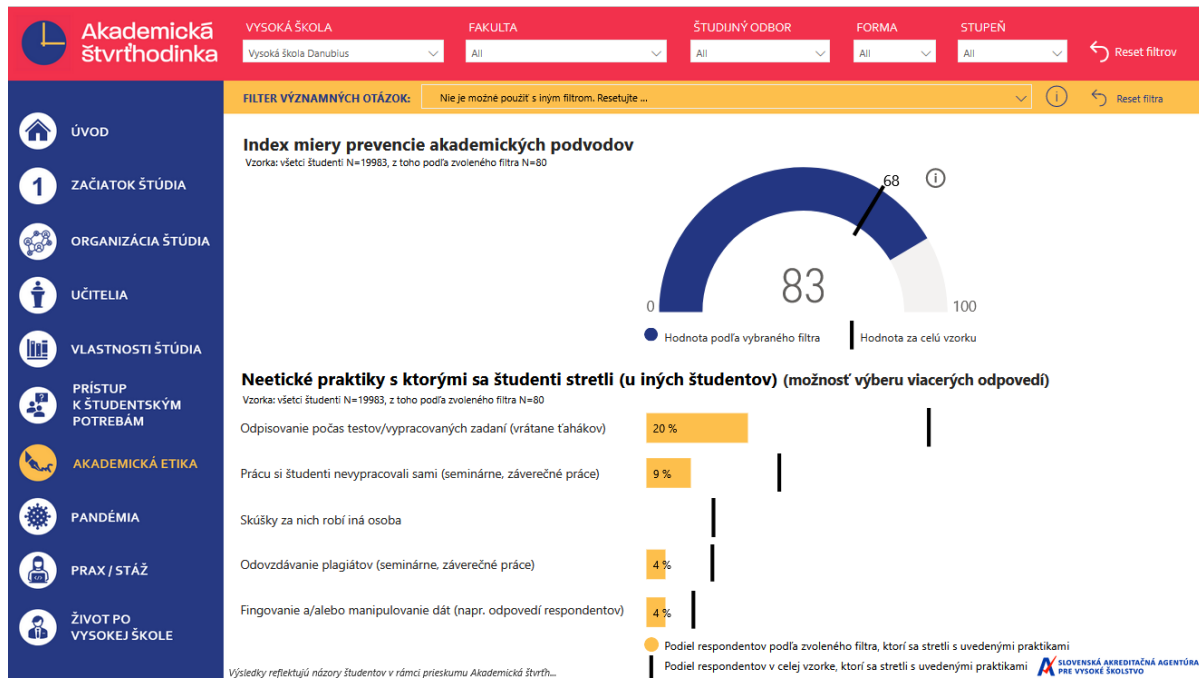 Akademická
štvrťhodinka
VYSOKÁ ŠKOLA
FAKULTA
ŠTUDIJNÝ ODBOR
FORMA
STUPEŇ
Vysoká škola Danubius
All
All
All
All
Reset filtrov
FILTER VÝZNAMNÝCH OTÁZOK:
Nie je možné použiť s iným filtrom. Resetujte ...
i
Reset filtra
ÚVOD
1
ZAČIATOK ŠTÚDIA
ORGANIZÁCIA ŠTÚDIA
UČITELIA
VLASTNOSTI ŠTÚDIA
PRÍSTUP
K ŠTUDENTSKÝM
POTREBÁM
AKADEMICKÁ ETIKA
PANDÉMIA
PRAX / STÁŽ
ŽIVOT PO
VYSOKEJ ŠKOLE
Index miery prevencie akademických podvodov
Vzorka: všetci študenti N=19983, z toho podľa zvoleného filtra N=80
68
i
83
0
100
Hodnota podľa vybraného filtra
Hodnota za celú vzorku
Neetické praktiky s ktorými sa študenti stretli (u iných študentov) (možnosť výberu viacerých odpovedí)
Vzorka: všetci študenti N=19983, z toho podľa zvoleného filtra N=80
Odpisovanie počas testov/vypracovaných zadaní (vrátane ťahákov)
20 %
Prácu si študenti nevypracovali sami (seminárne, záverečné práce)
9 %
Skúšky za nich robí iná osoba
Odovzdávanie plagiátov (seminárne, záverečné práce)
4 %
Fingovanie a/alebo manipulovanie dát (napr. odpovedí respondentov)
4 %
Podiel respondentov podľa zvoleného filtra, ktorí sa stretli s uvedenými praktikami
Podiel respondentov v celej vzorke, ktorí sa stretli s uvedenými praktikami
Výsledky reflektujú názory študentov v rámci prieskumu Akademická štvrťh...
SLOVENSKÁ AKREDITAČNÁ AGENTÚRA
PRE VYSOKÉ ŠKOLSTVO